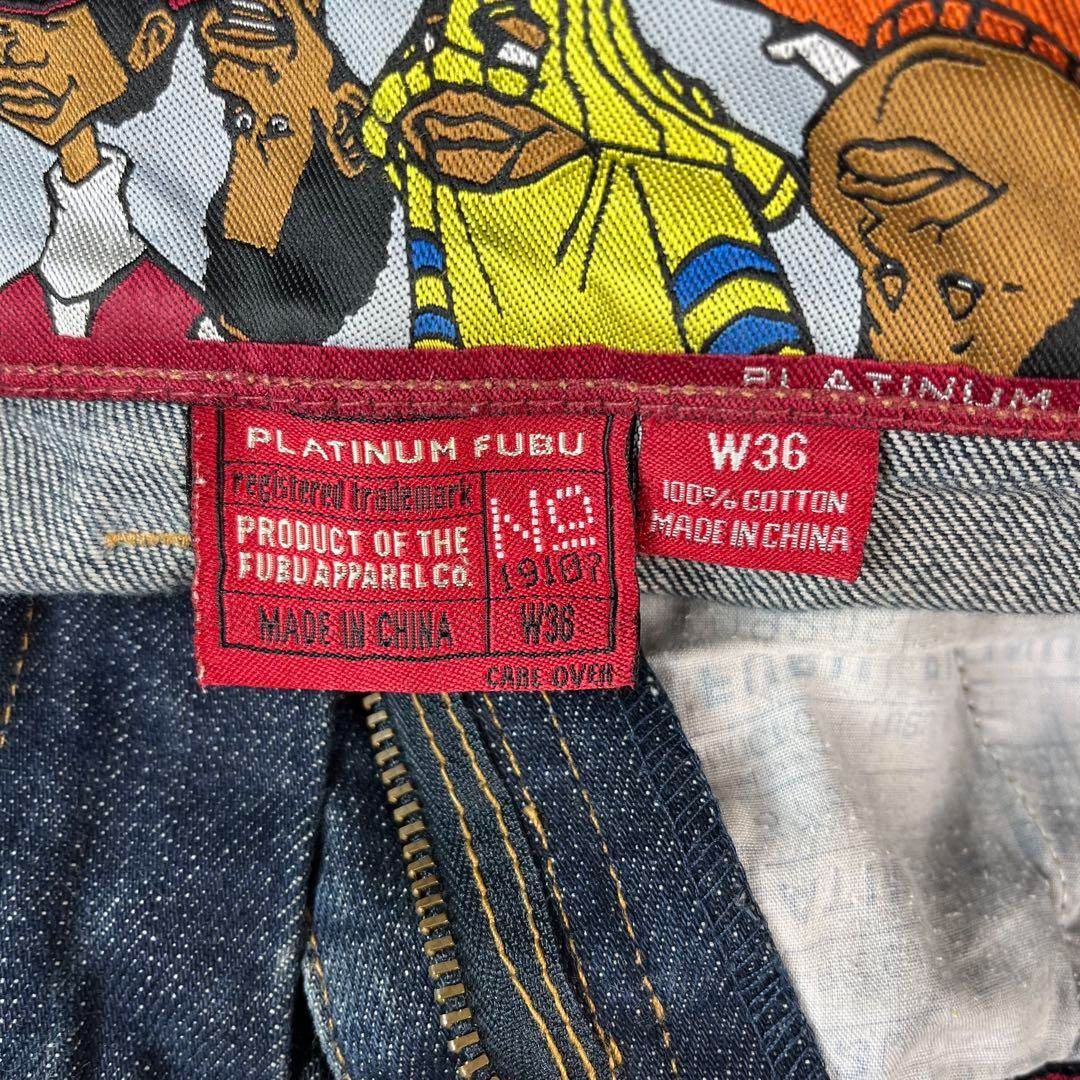 PLATINUM
PLATINUM FUBU
registered trademark
PRODUCT OF THE
FUBU APPAREL CO.
No
19107
MADE IN CHINA
W36
CARE OVER
W36
100% COTTON
MADE IN CHINA